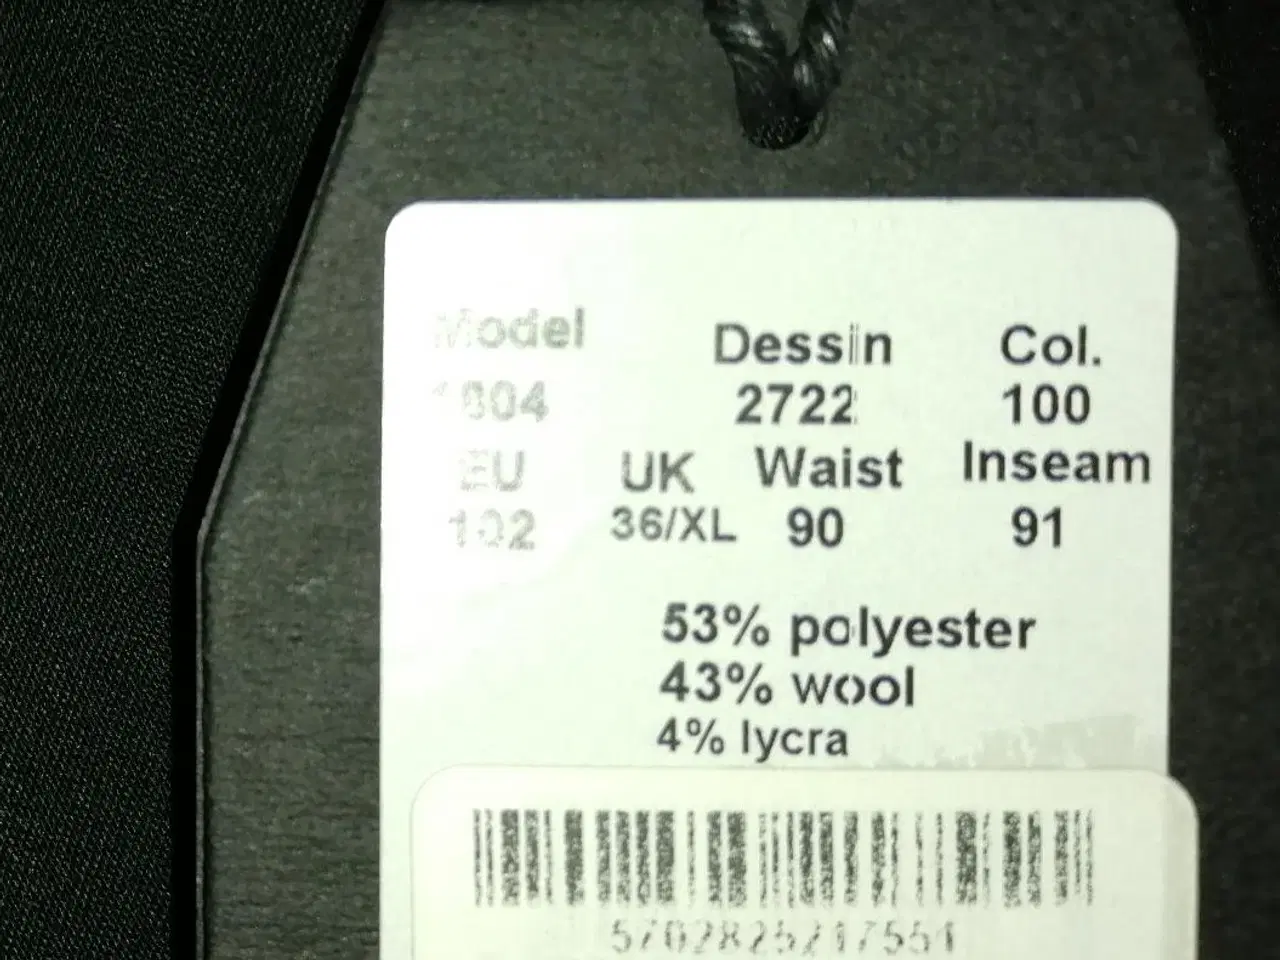 Model Dessin Col.
2722 100
EU UK Waist Inseam
102 36/XL 90 91
53% polyester
43% wool
4% lycra